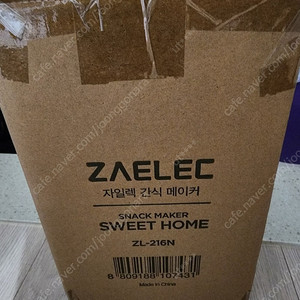 ZAELEC
자일렉 간식 메이커
SNACK MAKER
SWEET HOME
ZL-216N
8 809188 107431
Made in China